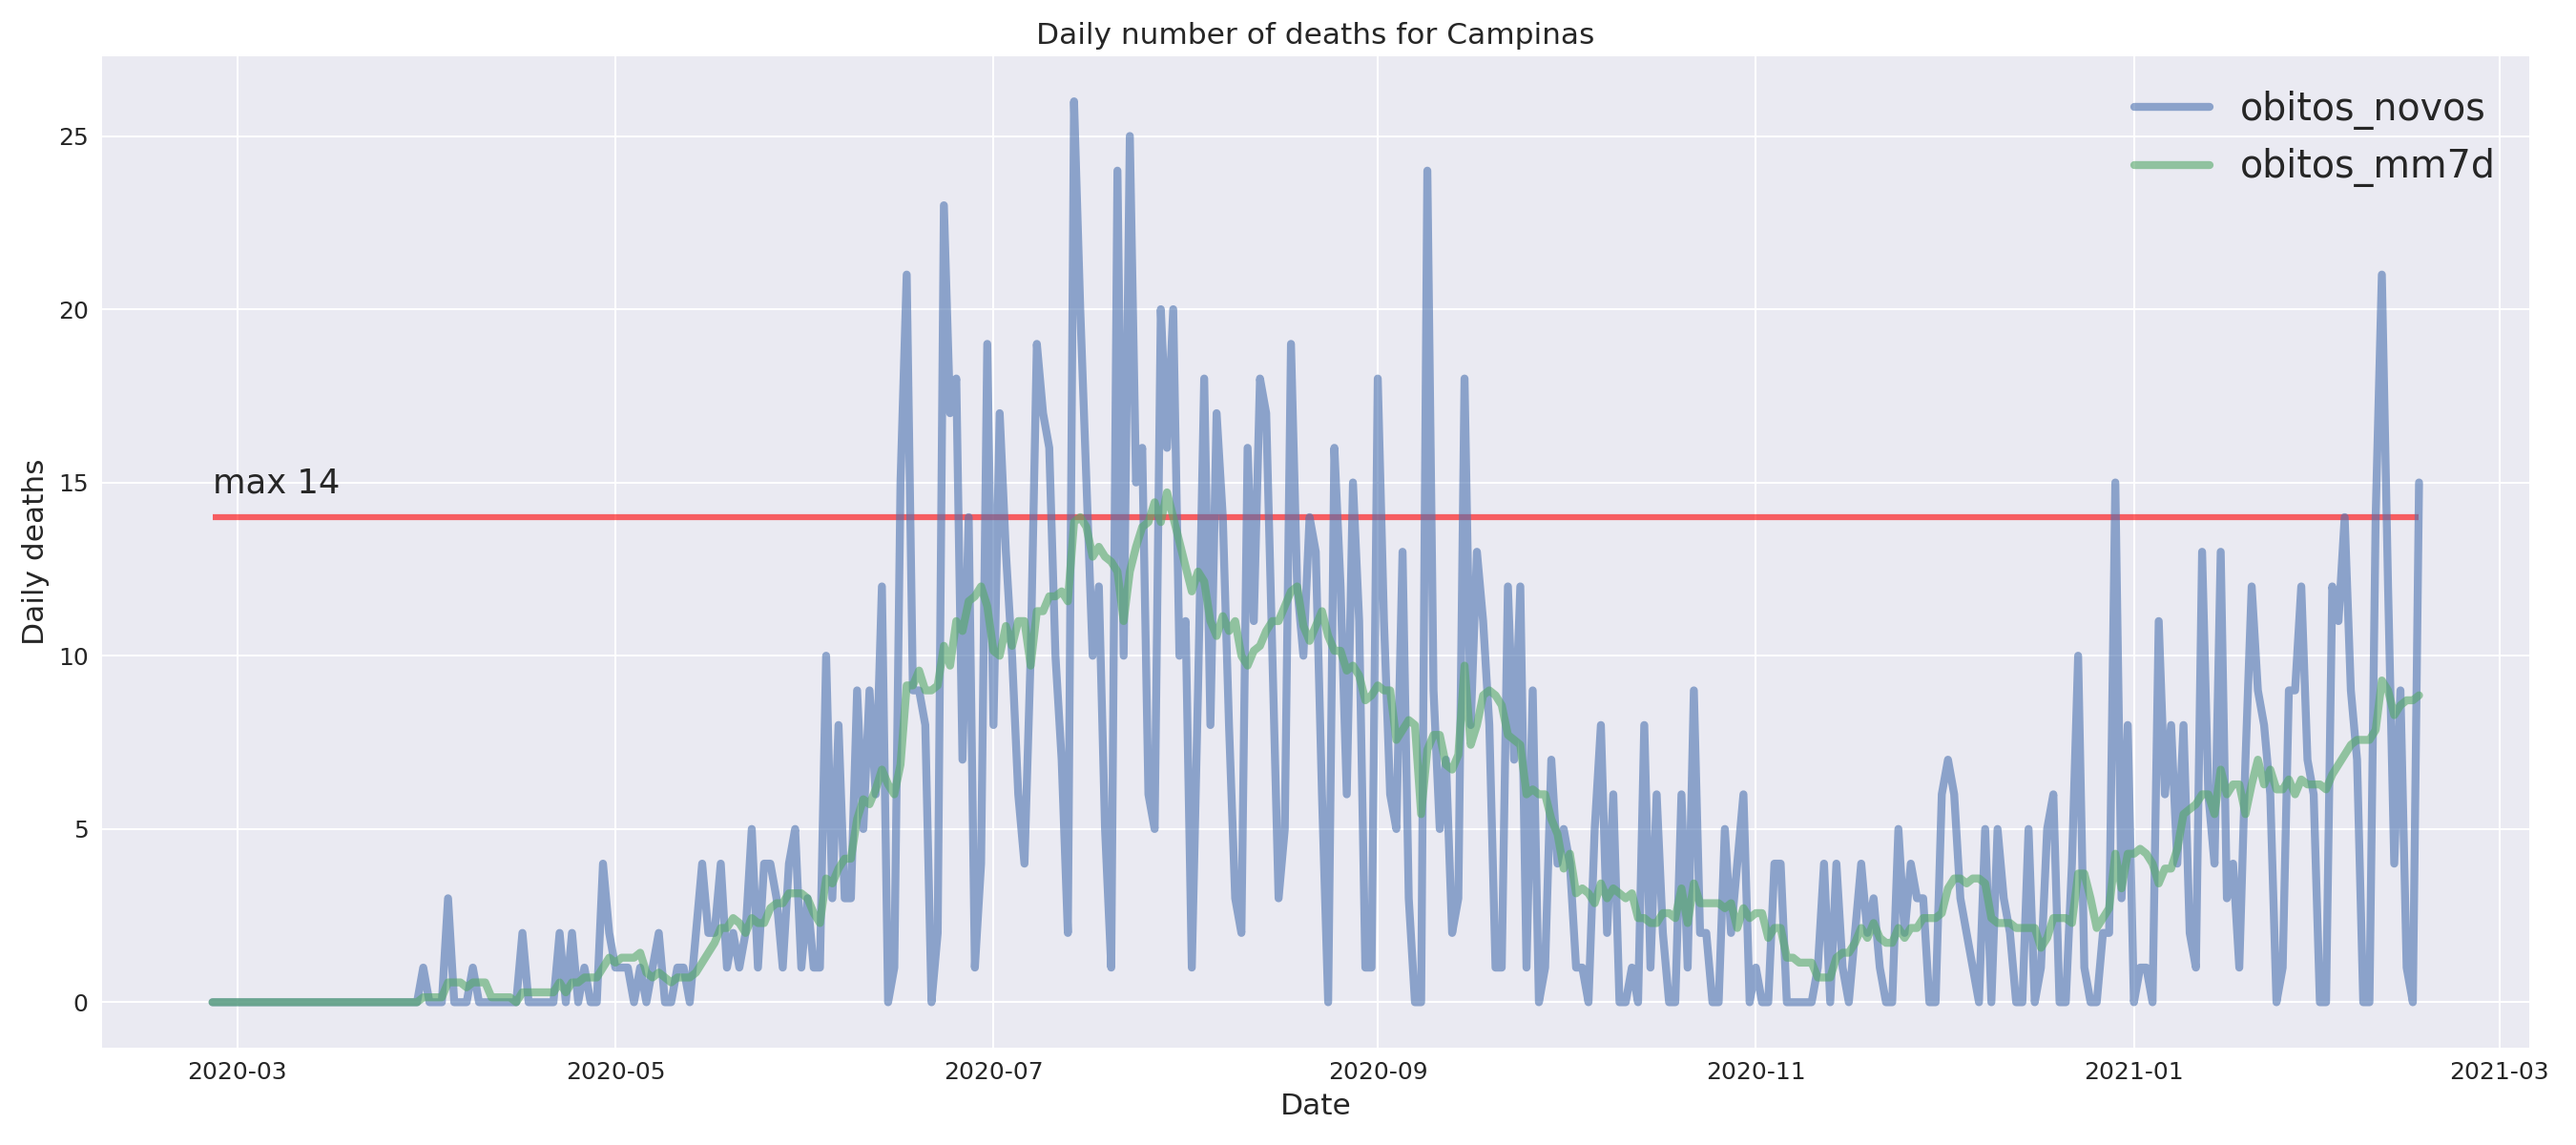 Daily number of deaths for Campinas
obitos_novos
obitos_mm7d
max 14
Daily deaths
25
20
15
10
5
0
2020-03
2020-05
2020-07
2020-09
2020-11
2021-01
2021-03
Date